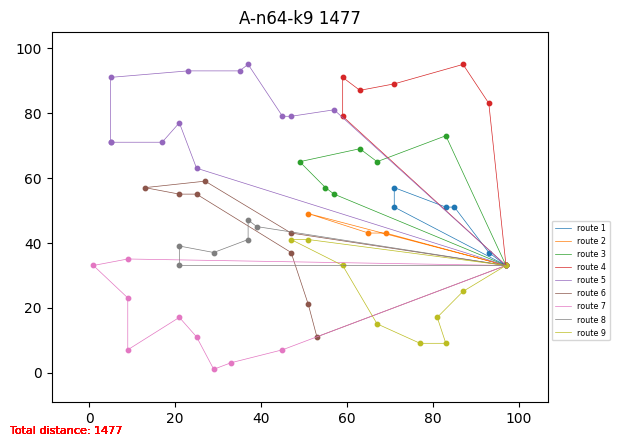 A-n64-k9 1477
100
80
60
40
20
0
0 20 40 60 80 100
route 1
route 2
route 3
route 4
route 5
route 6
route 7
route 8
route 9
Total distance: 1477